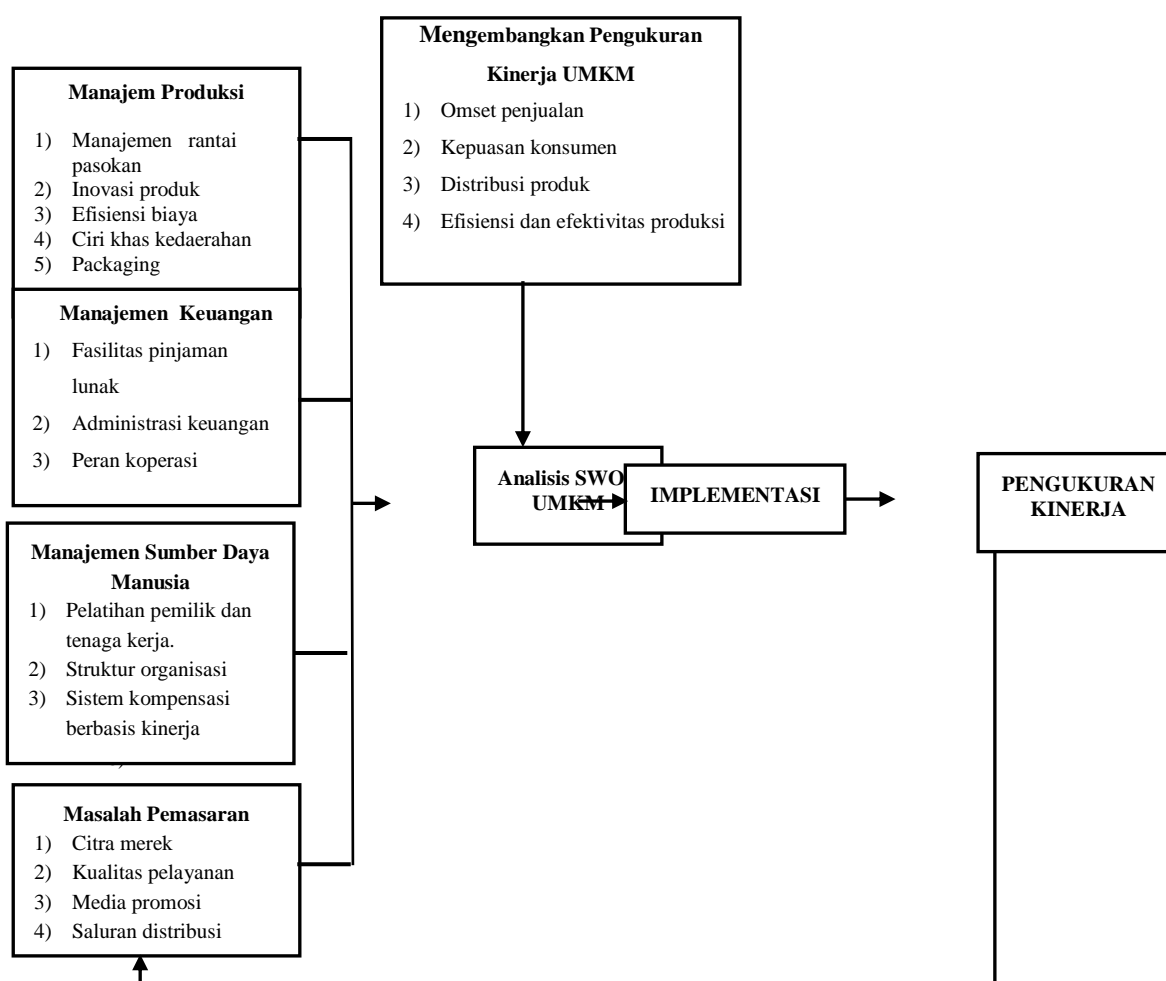 Manajem Produksi
1) Manajemen rantai
pasokan
2) Inovasi produk
3) Efisiensi biaya
4) Ciri khas kedaerahan
5) Packaging
Manajemen Keuangan
1) Fasilitas pinjaman
lunak
2) Administrasi keuangan
3) Peran koperasi
Manajemen Sumber Daya
Manusia
1) Pelatihan pemilik dan
tenaga kerja.
2) Struktur organisasi
3) Sistem kompensasi
berbasis kinerja
Masalah Pemasaran
1) Citra merek
2) Kualitas pelayanan
3) Media promosi
4) Saluran distribusi
Mengembangkan Pengukuran
Kinerja UMKM
1) Omset penjualan
2) Kepuasan konsumen
3) Distribusi produk
4) Efisiensi dan efektivitas produksi
Analisis SWO
UMKM
IMPLEMENTASI
PENGUKURAN
KINERJA